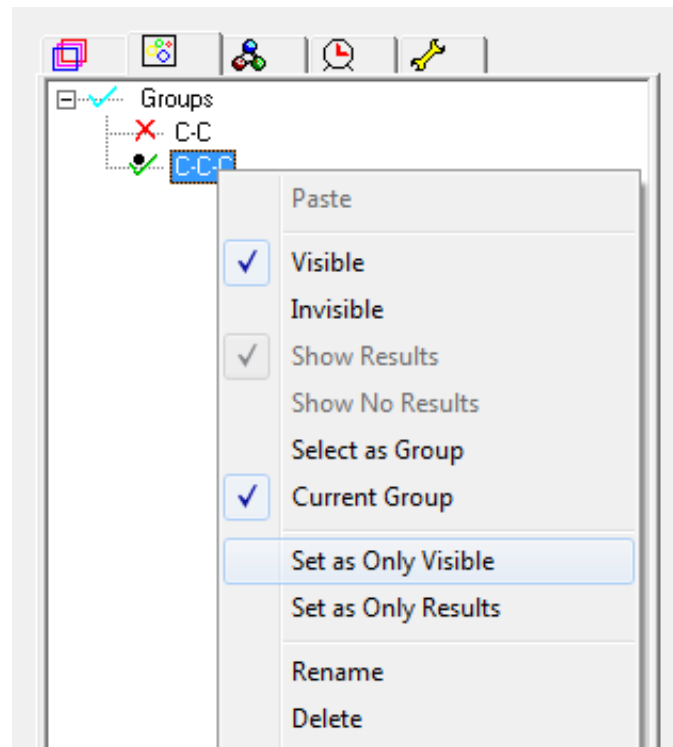 Groups
C-C
C-C-C
Paste
Visible
Invisible
Show Results
Show No Results
Select as Group
Current Group
Set as Only Visible
Set as Only Results
Rename
Delete